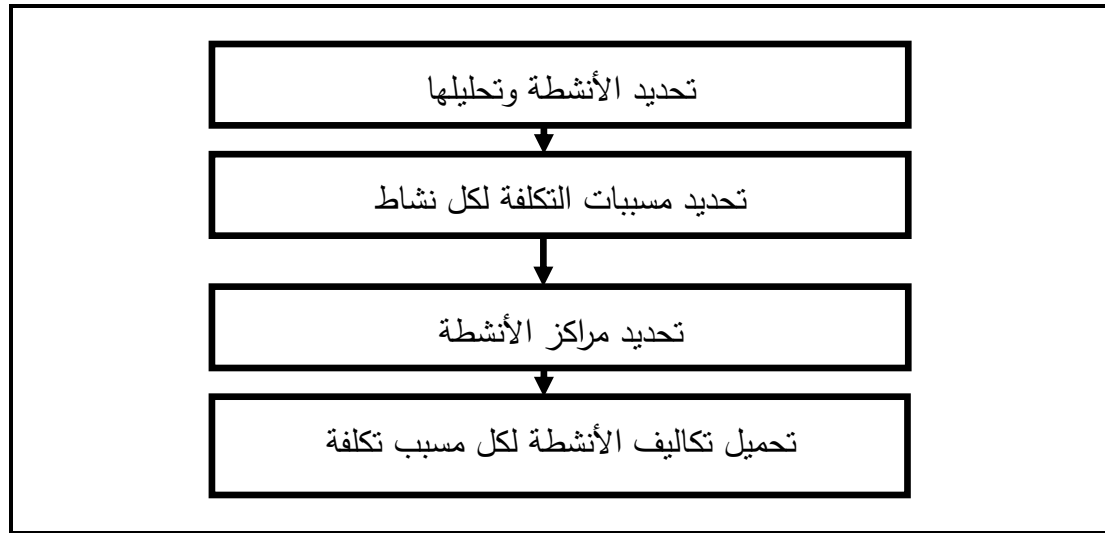 تحديد الأنشطة وتحليلها
تحديد مسببات التكلفة لكل نشاط
تحديد مراكز الأنشطة
تحميل تكاليف الأنشطة لكل مسبب تكلفة